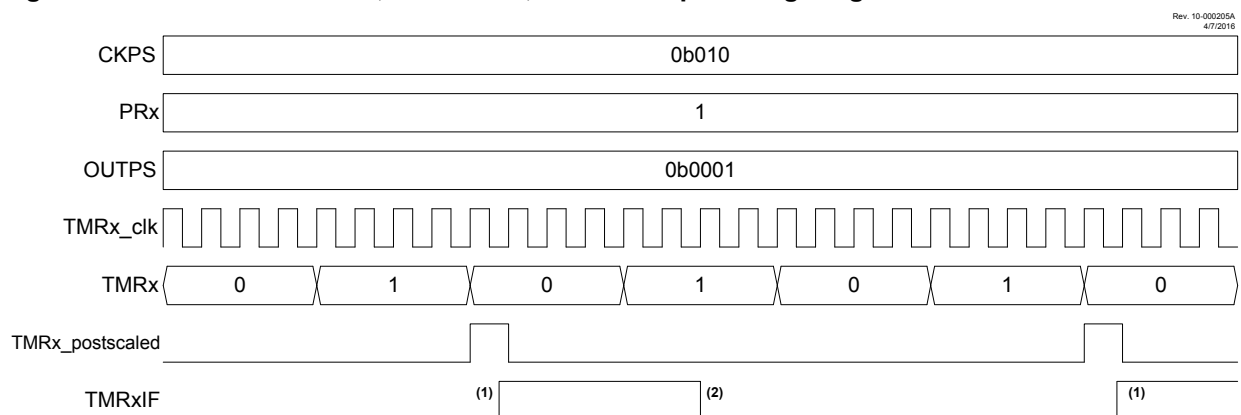 Rev. 10-000205A
4/7/2016
CKPS 0b010
PRx 1
OUTPS 0b0001
TMRx_clk
TMRx 0 1 0 1 0 1 0
TMRx_postscaled
TMRxIF (1) (2) (1)